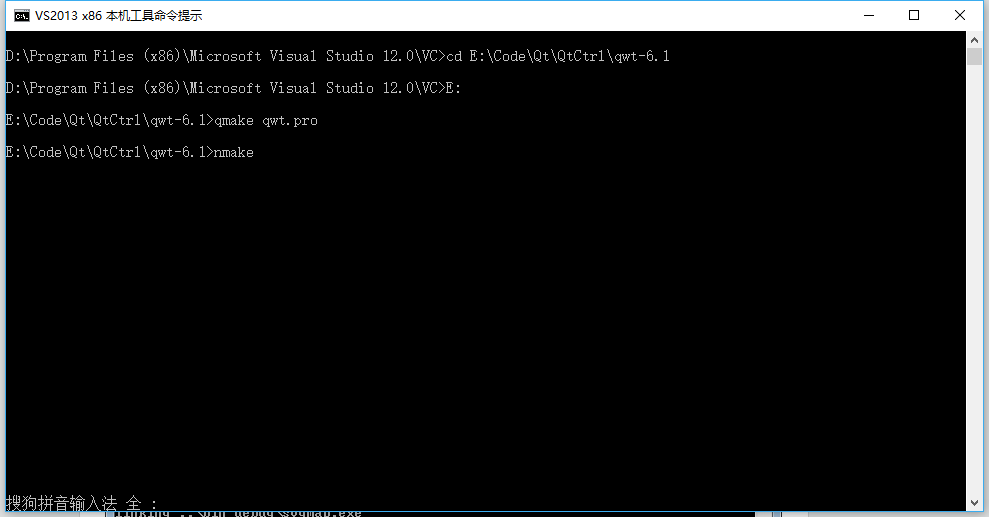 VS2013 x86 本机工具命令提示
D:\Program Files (x86)\Microsoft Visual Studio 12.0\VC>cd E:\Code\Qt\QtCtrl\qwt-6.1
D:\Program Files (x86)\Microsoft Visual Studio 12.0\VC>E:
E:\Code\Qt\QtCtrl\qwt-6.1>qmake qwt.pro
E:\Code\Qt\QtCtrl\qwt-6.1>nmake
搜狗拼音输入法 全 :
linking ..\bin_debug\svgmap.exe